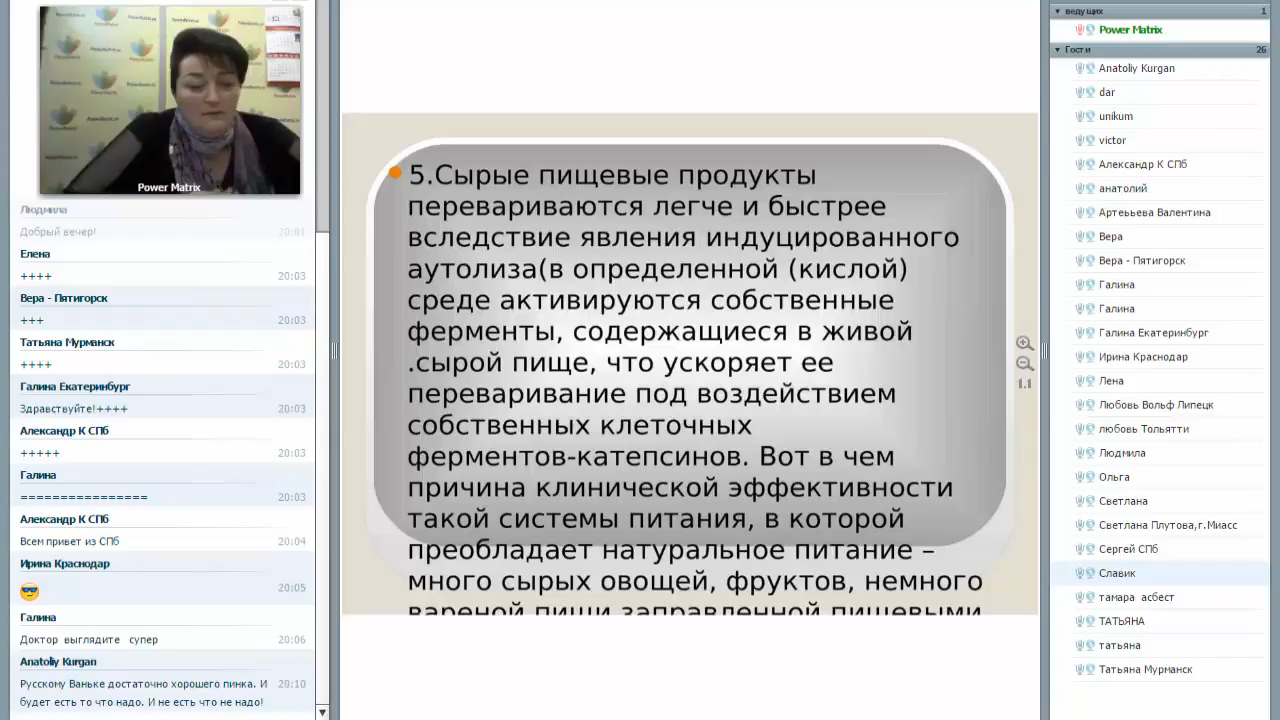 Power Matrix
Людмила
Добрый вечер!
20:01
Елена
++++
20:03
Вера - Пятигорск
+++
20:03
Татьяна Мурманск
++++
20:03
Галина Екатеринбург
Здравствуйте!++++
20:03
Александр К СПб
+++++
20:03
Галина
================
20:03
Александр К СПб
Всем привет из СПб
20:04
Ирина Краснодар
20:05
Галина
Доктор выглядите супер
20:06
Anatoliy Kurgan
Русскому Ваньке достаточно хорошего пинка. И
20:10
будет есть то что надо. И не есть что не надо!
5.Сырые пищевые продукты
перевариваются легче и быстрее
вследствие явления индуцированного
аутолиза(в определенной (кислой)
среде активируются собственные
ферменты, содержащиеся в живой
.сырой пище, что ускоряет ее
переваривание под воздействием
собственных клеточных
ферментов-катепсинов. Вот в чем
причина клинической эффективности
такой системы питания, в которой
преобладает натуральное питание –
много сырых овощей, фруктов, немного
вареной пищи заправленной пищевыми
1.1
ведущих
1
Power Matrix
Гости
26
Anatoliy Kurgan
dar
unikum
victor
Александр К СПб
анатолий
Артеььева Валентина
Вера
Вера - Пятигорск
Галина
Галина
Галина Екатеринбург
Ирина Краснодар
Лена
Любовь Вольф Липецк
любовь Тольятти
Людмила
Ольга
Светлана
Светлана Плутова,г.Миасс
Сергей СПб
Славик
тамара асбест
ТАТЬЯНА
татьяна
Татьяна Мурманск